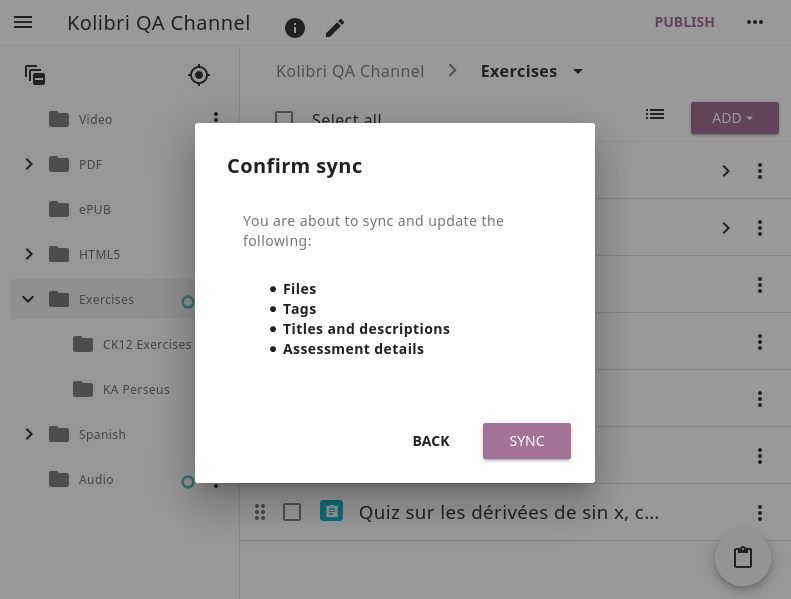 Kolibri QA Channel
PUBLISH
Kolibri QA Channel
Exercises
Select all
ADD
Video
PDF
ePUB
HTML5
Exercises
CK12 Exercises
KA Perseus
Spanish
Audio
Confirm sync
You are about to sync and update the
following:
Files
Tags
Titles and descriptions
Assessment details
BACK
SYNC
Quiz sur les dérivées de sin x, c...